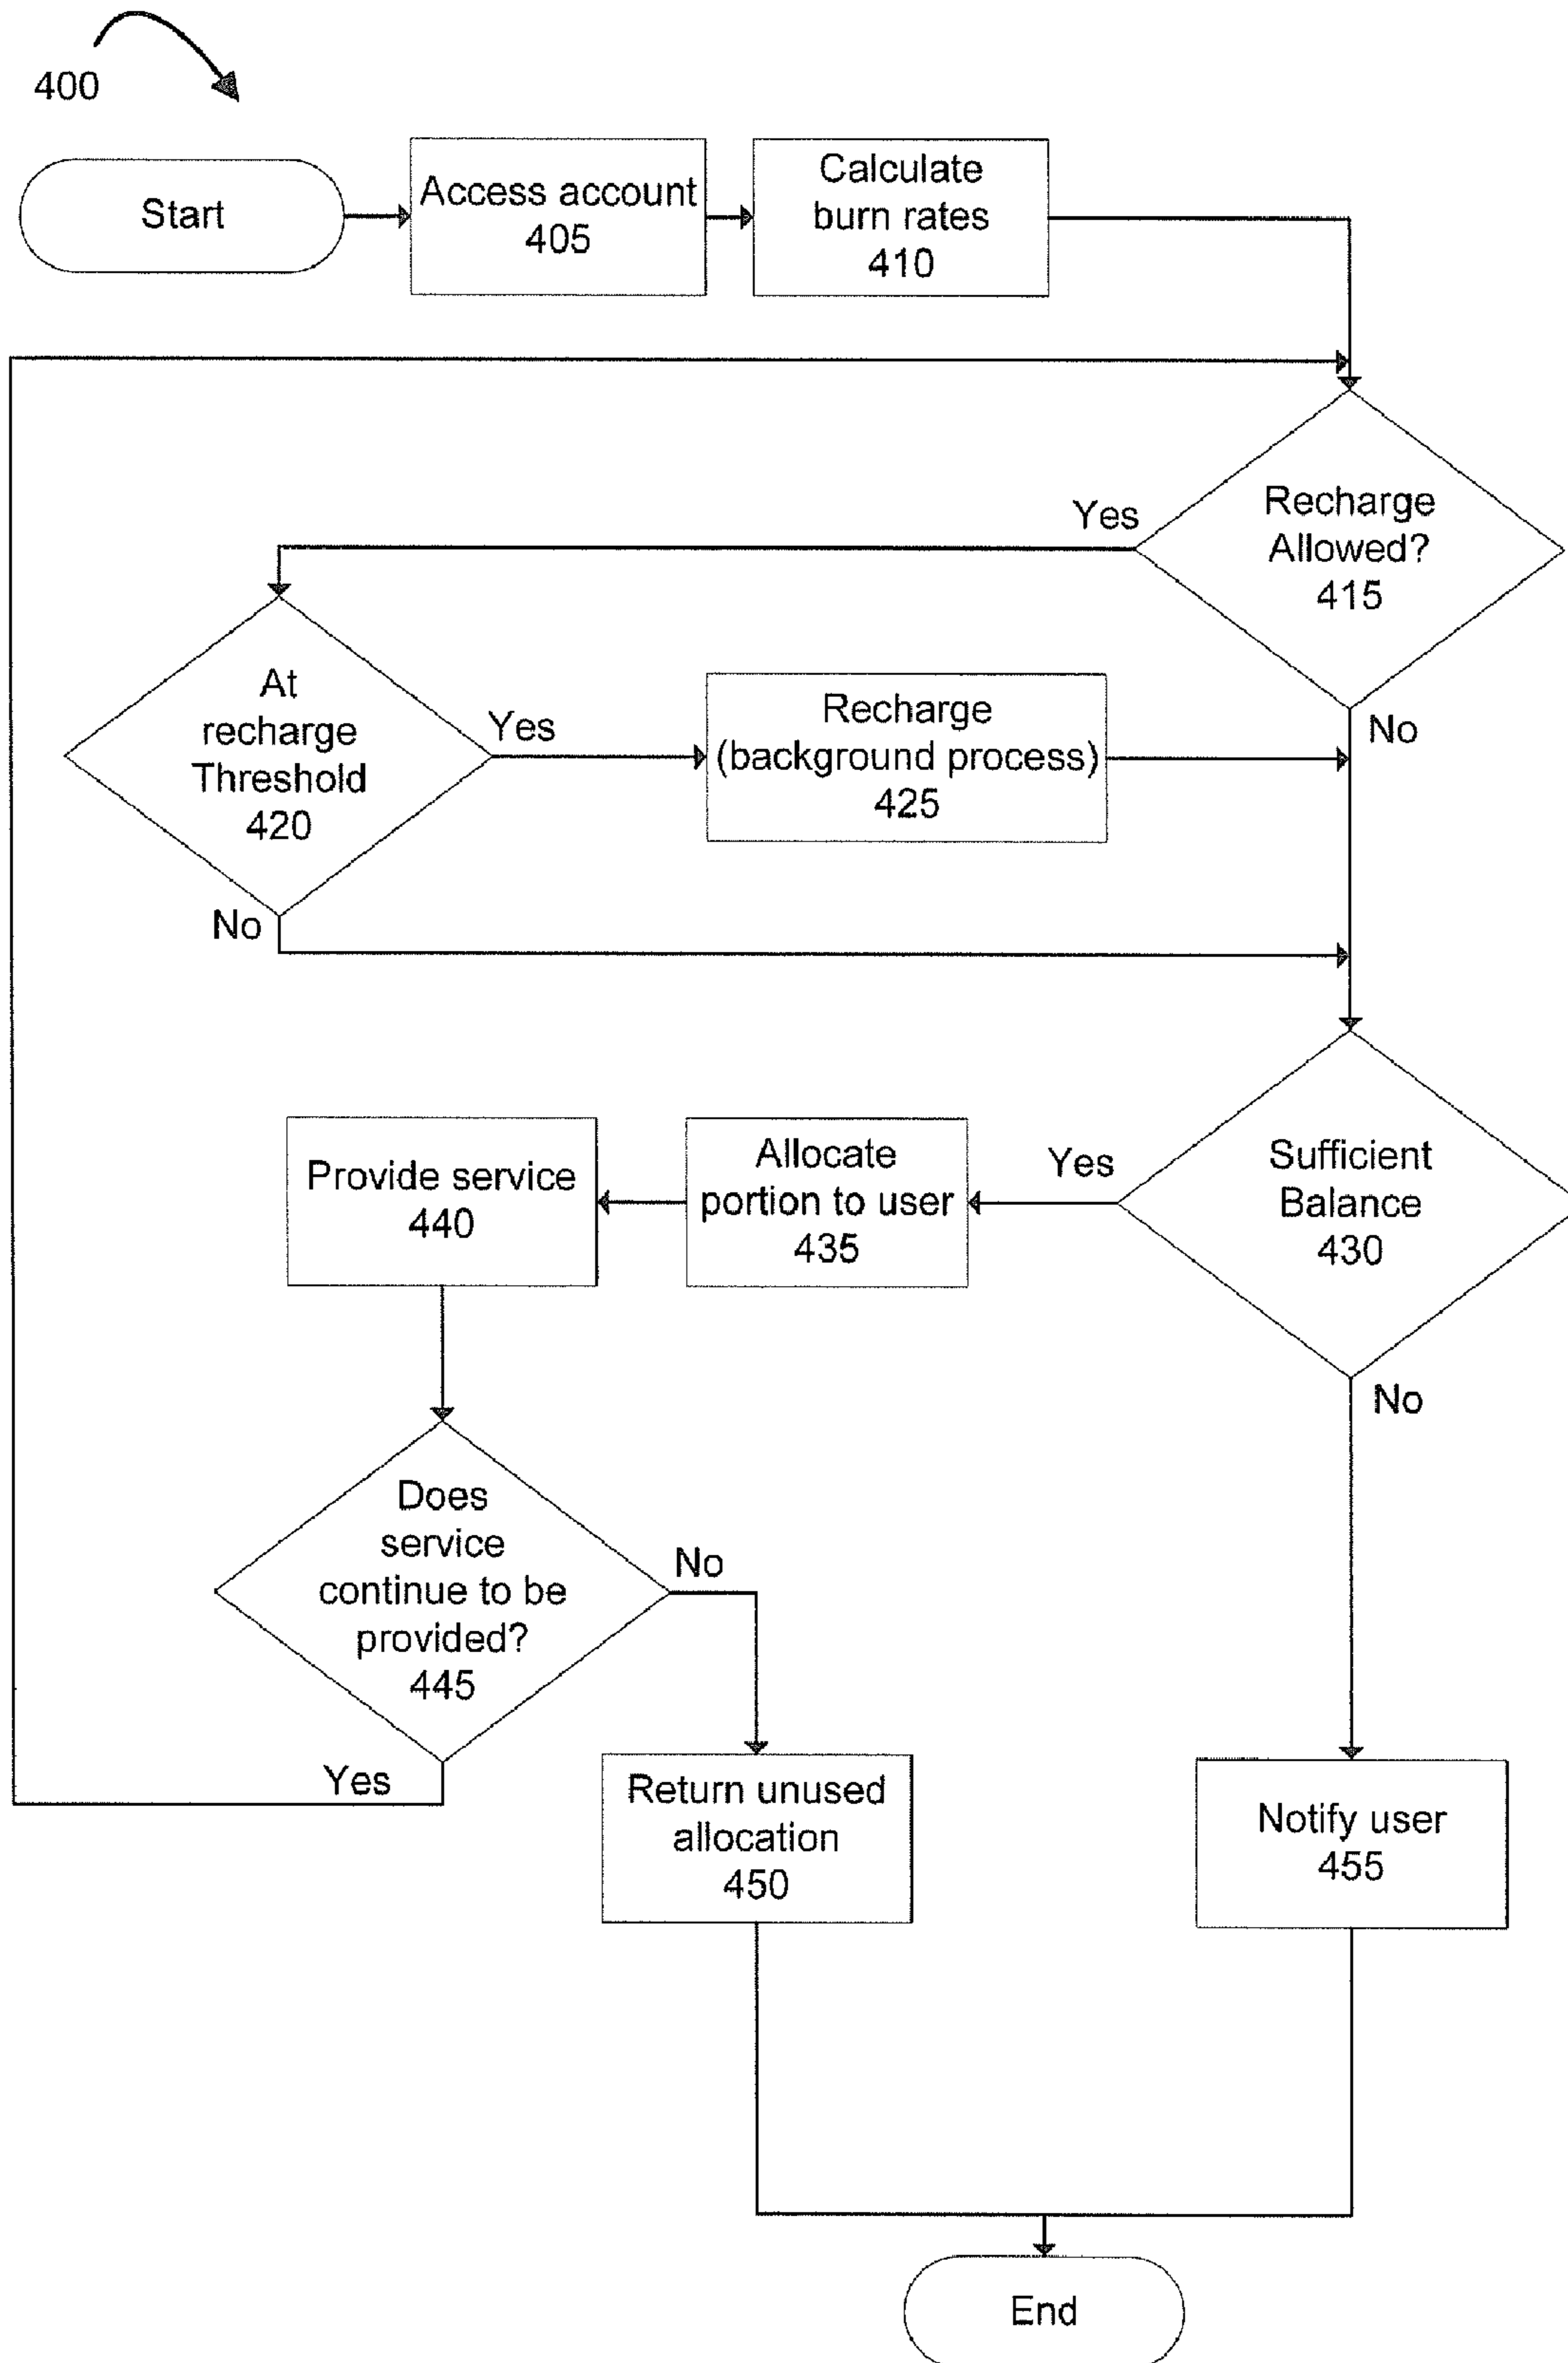 400
Start
Access account
405
Calculate
burn rates
410
Recharge
Allowed?
415
Yes
No
At
recharge
Threshold
420
Yes
No
Recharge
(background process)
425
Sufficient
Balance
430
Yes
No
Allocate
portion to user
435
Provide service
440
Does
service
continue to be
provided?
445
No
Yes
Return unused
allocation
450
Notify user
455
End